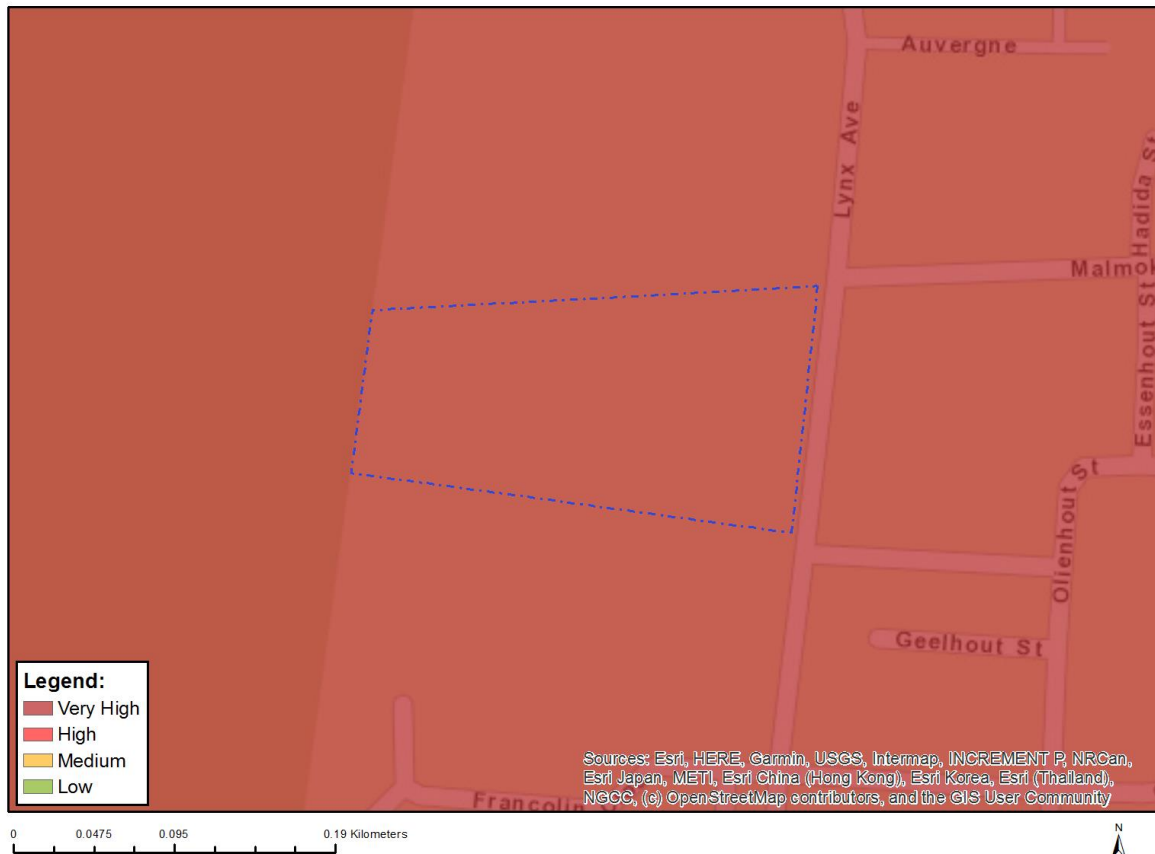 Auvergne
Lynx Ave
Hadida St
Malmok
Essenhout St
Olienhout St
Geelhout St
Francolin
Legend:
Very High
High
Medium
Low
Sources: Esri, HERE, Garmin, USGS, Intermap, INCREMENT P, NRCan,
Esri Japan, METI, Esri China (Hong Kong), Esri Korea, Esri (Thailand),
NGCC, (c) OpenStreetMap contributors, and the GIS User Community
0 0.0475 0.095 0.19 Kilometers
N